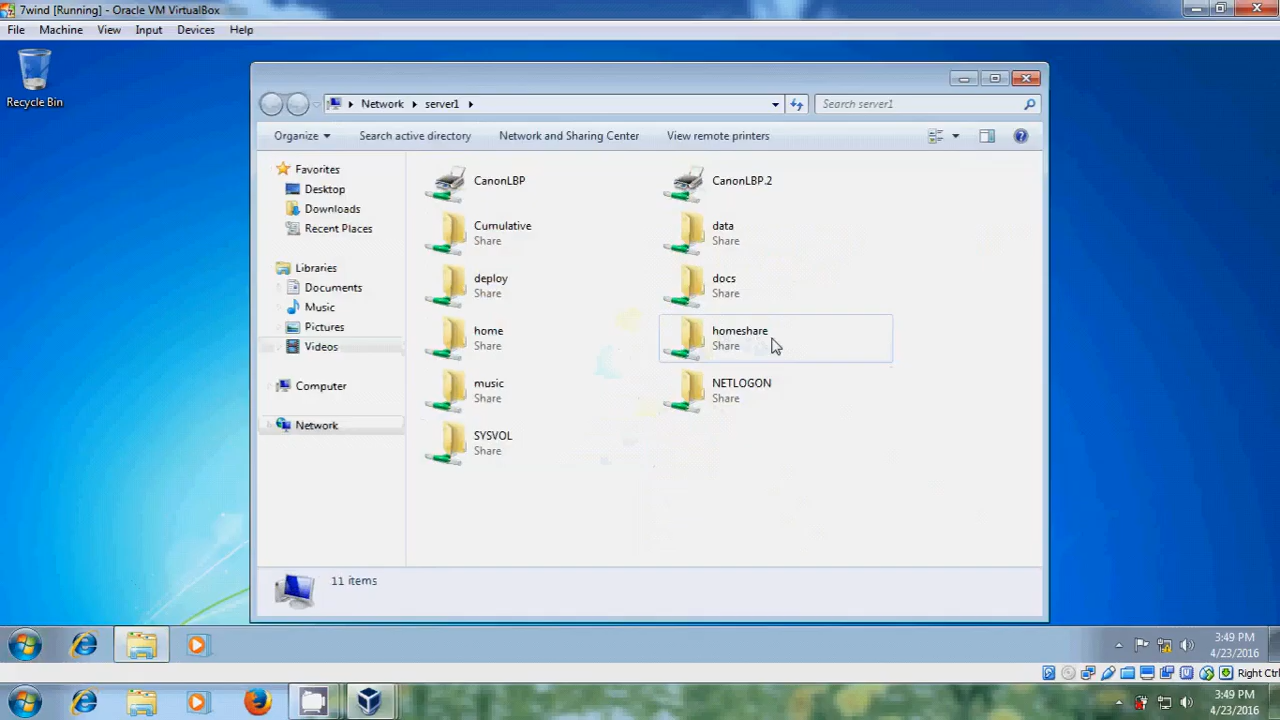 7wind [Running] - Oracle VM VirtualBox
File Machine View Input Devices Help
Recycle Bin
Network server1
Search server1
Organize Search active directory Network and Sharing Center View remote printers
Favorites
Desktop
Downloads
Recent Places
Libraries
Documents
Music
Pictures
Videos
Computer
Network
CanonLBP
CanonLBP.2
Cumulative
Share
data
Share
deploy
Share
docs
Share
home
Share
homeshare
Share
music
Share
NETLOGON
Share
SYSVOL
Share
11 items
3:49 PM
4/23/2016
Right Ctrl
3:49 PM
4/23/2016